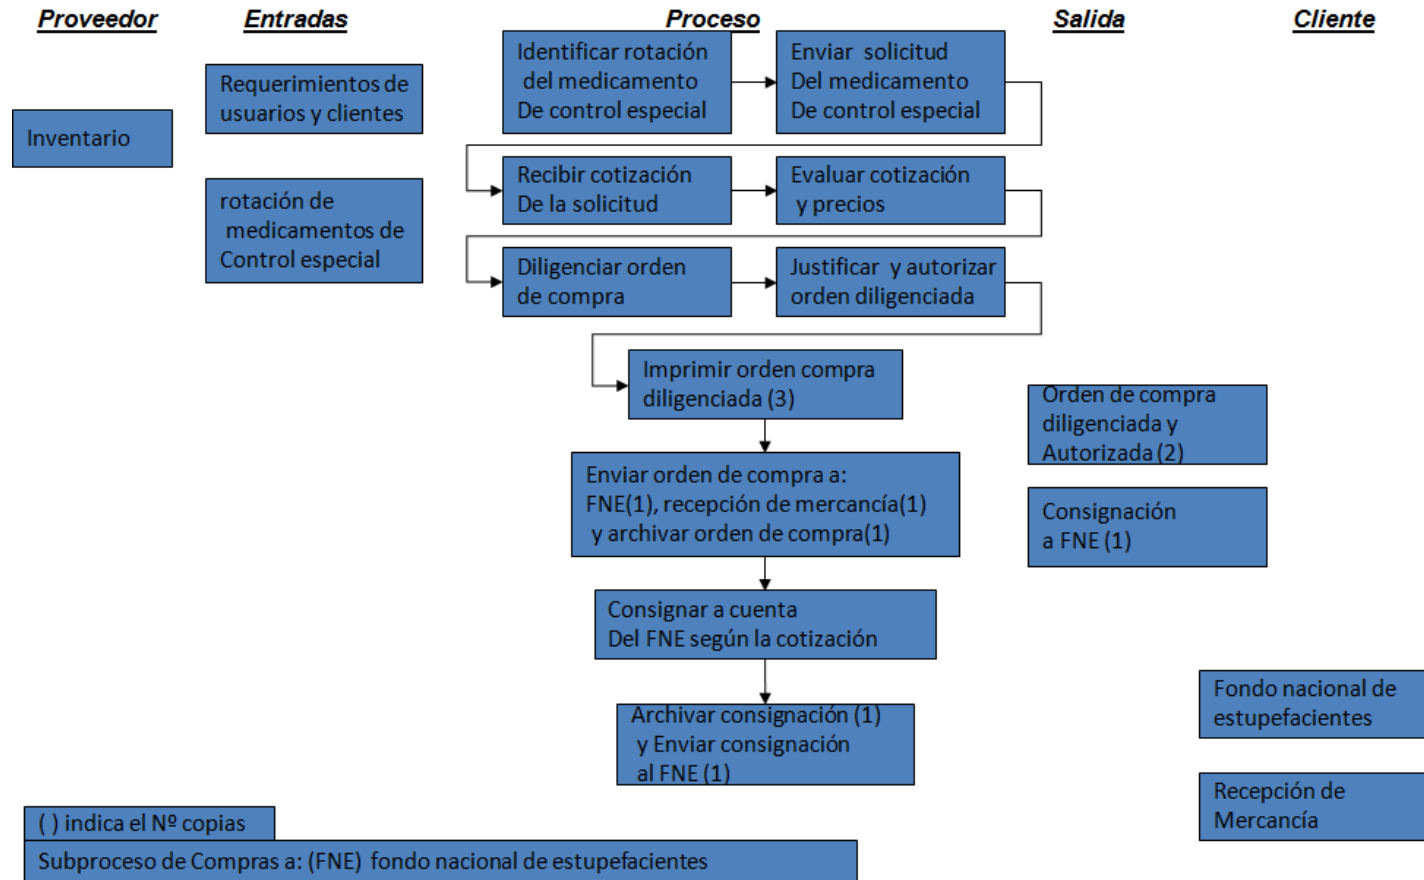 Proveedor
Entradas
Proceso
Salida
Cliente
Inventario
Requerimientos de
usuarios y clientes
rotación de
medicamentos de
Control especial
Identificar rotación
del medicamento
De control especial
Enviar solicitud
Del medicamento
De control especial
Recibir cotización
De la solicitud
Evaluar cotización
y precios
Diligenciar orden
de compra
Justificar y autorizar
orden diligenciada
Imprimir orden compra
diligenciada (3)
Enviar orden de compra a:
FNE(1), recepción de mercancía(1)
y archivar orden de compra(1)
Consignar a cuenta
Del FNE según la cotización
Archivar consignación (1)
y Enviar consignación
al FNE (1)
Orden de compra
diligenciada y
Autorizada (2)
Consignación
a FNE (1)
Fondo nacional de
estupefacientes
Recepción de
Mercancía
( ) indica el Nº copias
Subproceso de Compras a: (FNE) fondo nacional de estupefacientes